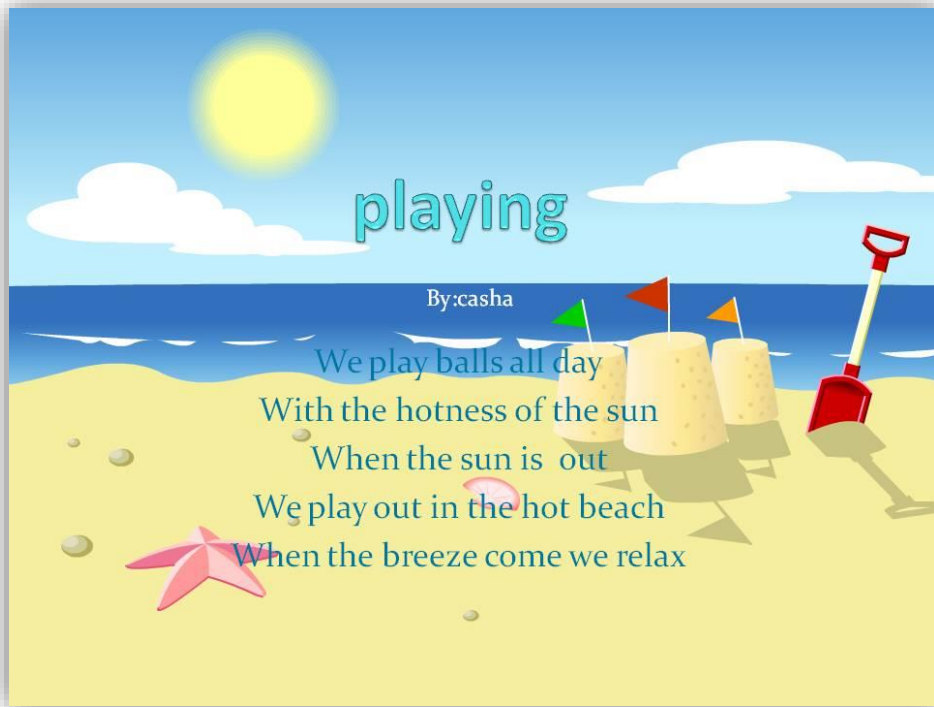 playing
By:casha
We play balls all day
With the hotness of the sun
When the sun is  out
We play out in the hot beach
When the breeze come we relax